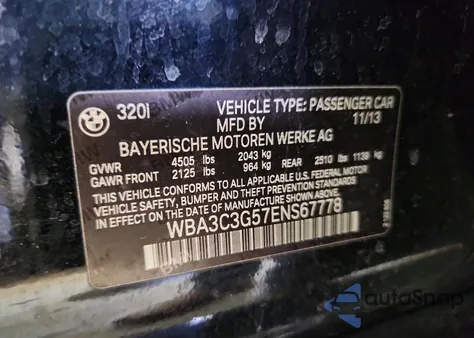 320i VEHICLE TYPE: PASSENGER CAR
MFD BY 11/13
BAYERISCHE MOTOREN WERKE AG
GVWR 4505 lbs 2043 kg
GAWR FRONT 2125 lbs 964 kg REAR 2510 lbs 1139 kg
THIS VEHICLE CONFORMS TO ALL APPLICABLE U.S. FEDERAL MOTOR
VEHICLE SAFETY, BUMPER AND THEFT PREVENTION STANDARDS
IN EFFECT ON THE DATE OF MANUFACTURE SHOWN ABOVE.
WBA3C3G57ENS67778
autoSnap